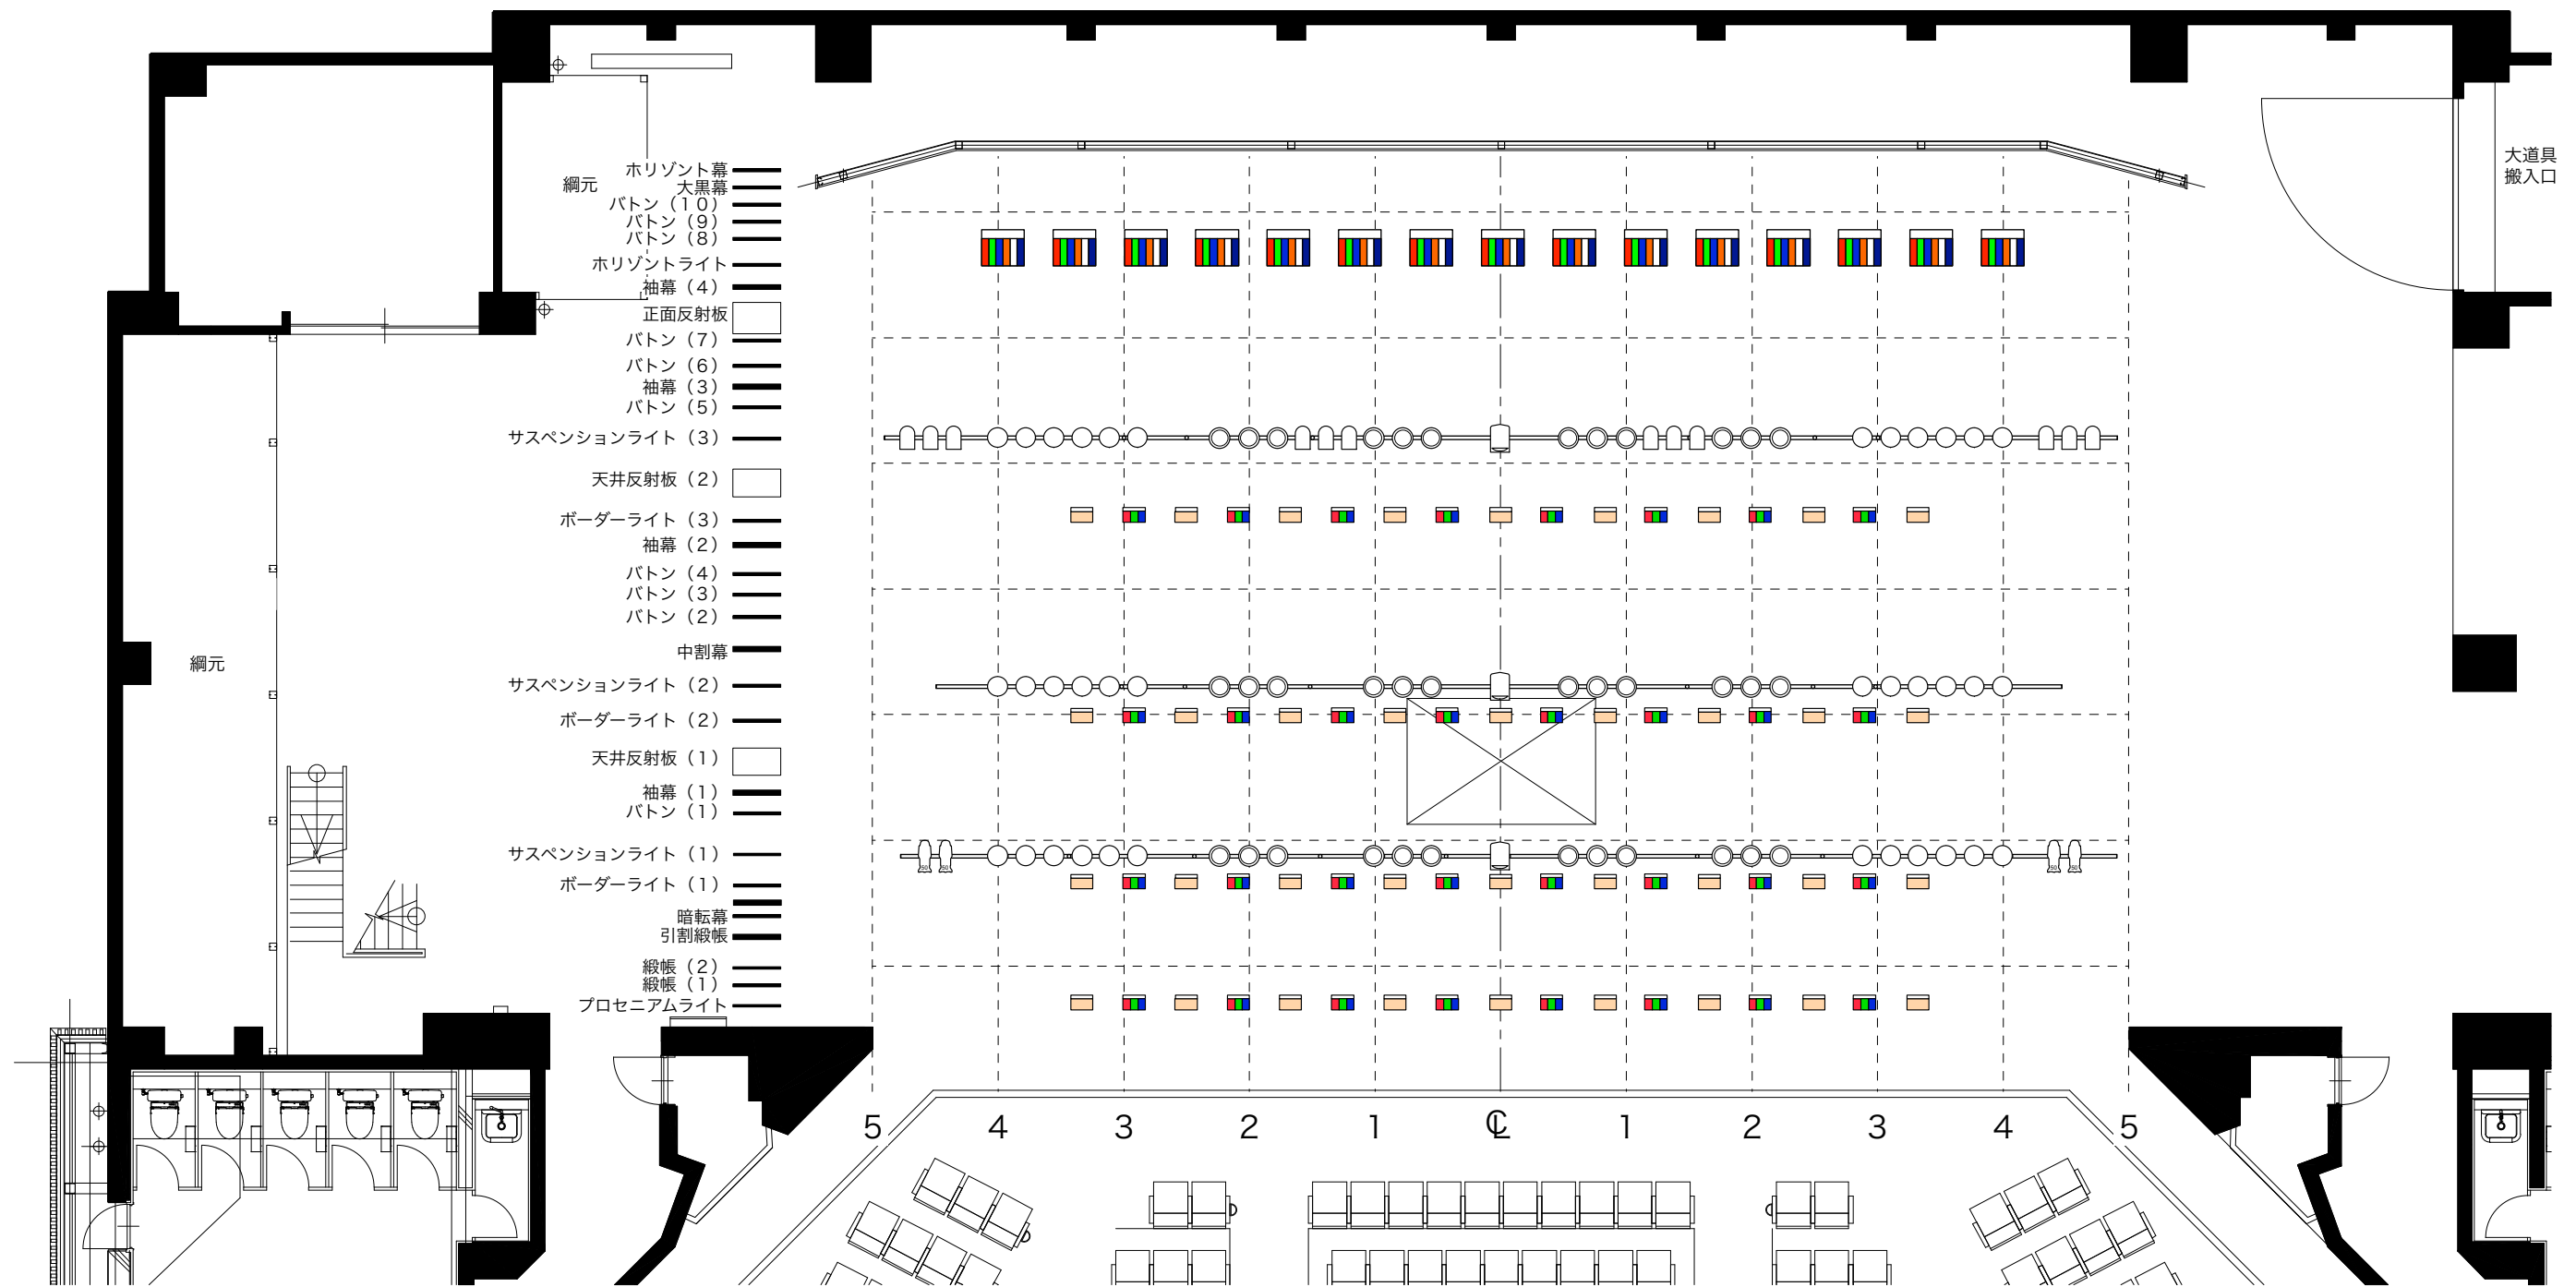 大道具
搬入口
綱元
ホリゾント幕
大黒幕
バトン（１０）
バトン（９）
バトン（８）
ホリゾントライト
袖幕（４）
正面反射板
バトン（７）
バトン（６）
袖幕（３）
バトン（５）
サスペンションライト（３）
天井反射板（２）
ボーダーライト（３）
袖幕（２）
バトン（４）
バトン（３）
バトン（２）
中割幕
綱元
サスペンションライト（２）
ボーダーライト（２）
天井反射板（１）
袖幕（１）
バトン（１）
サスペンションライト（１）
ボーダーライト（１）
暗転幕
引割緞帳
緞帳（２）
緞帳（１）
プロセニアムライト
5 4 3 2 1 ℄ 1 2 3 4 5